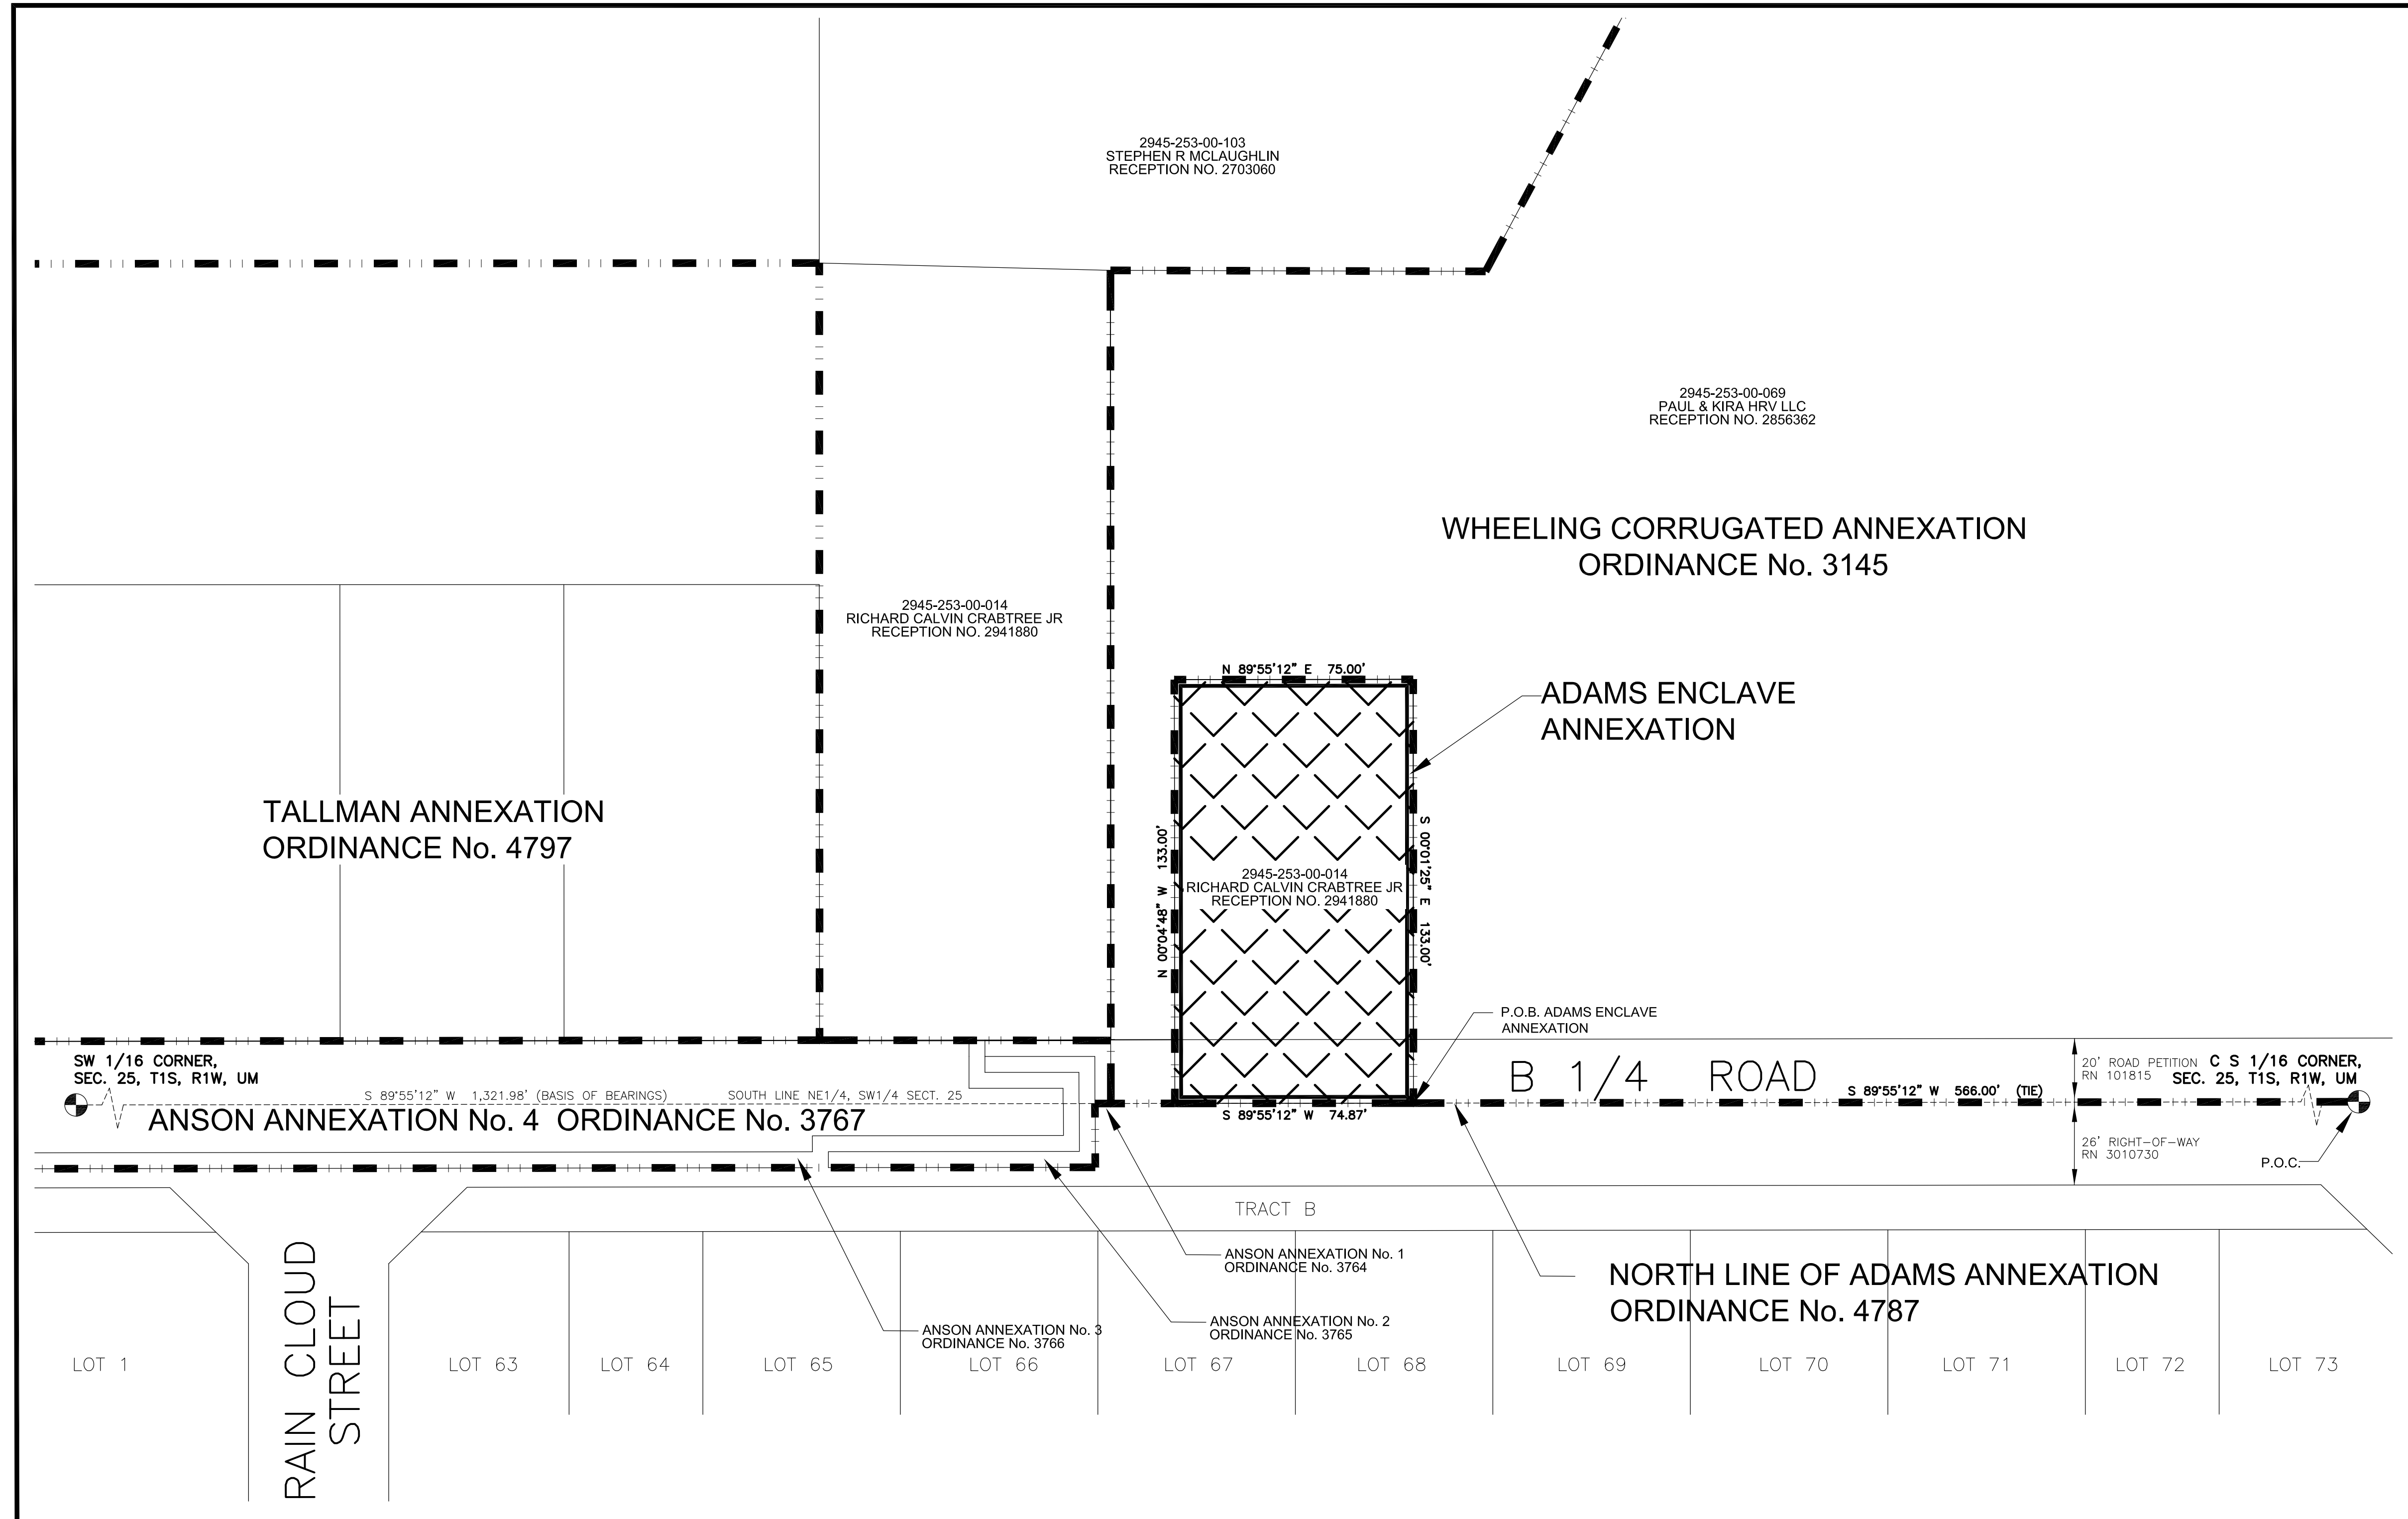 2945-253-00-103
STEPHEN R MCLAUGHLIN
RECEPTION NO. 2703060
2945-253-00-069
PAUL & KIRA HRV LLC
RECEPTION NO. 2856362
WHEELING CORRUGATED ANNEXATION
ORDINANCE No. 3145
2945-253-00-014
RICHARD CALVIN CRABTREE JR
RECEPTION NO. 2941880
N 89°55'12" E 75.00'
ADAMS ENCLAVE
ANNEXATION
TALLMAN ANNEXATION
ORDINANCE No. 4797
N 00°04'48" W 133.00'
S 00°01'25" E 133.00'
2945-253-00-014
RICHARD CALVIN CRABTREE JR
RECEPTION NO. 2941880
P.O.B. ADAMS ENCLAVE
ANNEXATION
SW 1/16 CORNER,
SEC. 25, T1S, R1W, UM
S 89°55'12" W 1,321.98' (BASIS OF BEARINGS)
SOUTH LINE NE1/4, SW1/4 SECT. 25
B 1/4 ROAD
S 89°55'12" W 566.00' (TIE)
20' ROAD PETITION
RN 101815
C S 1/16 CORNER,
SEC. 25, T1S, R1W, UM
ANSON ANNEXATION No. 4 ORDINANCE No. 3767
S 89°55'12" W 74.87'
26' RIGHT-OF-WAY
RN 3010730
P.O.C.
TRACT B
ANSON ANNEXATION No. 1
ORDINANCE No. 3764
NORTH LINE OF ADAMS ANNEXATION
ORDINANCE No. 4787
ANSON ANNEXATION No. 2
ORDINANCE No. 3765
ANSON ANNEXATION No. 3
ORDINANCE No. 3766
RAIN CLOUD
STREET
LOT 1
LOT 63
LOT 64
LOT 65
LOT 66
LOT 67
LOT 68
LOT 69
LOT 70
LOT 71
LOT 72
LOT 73